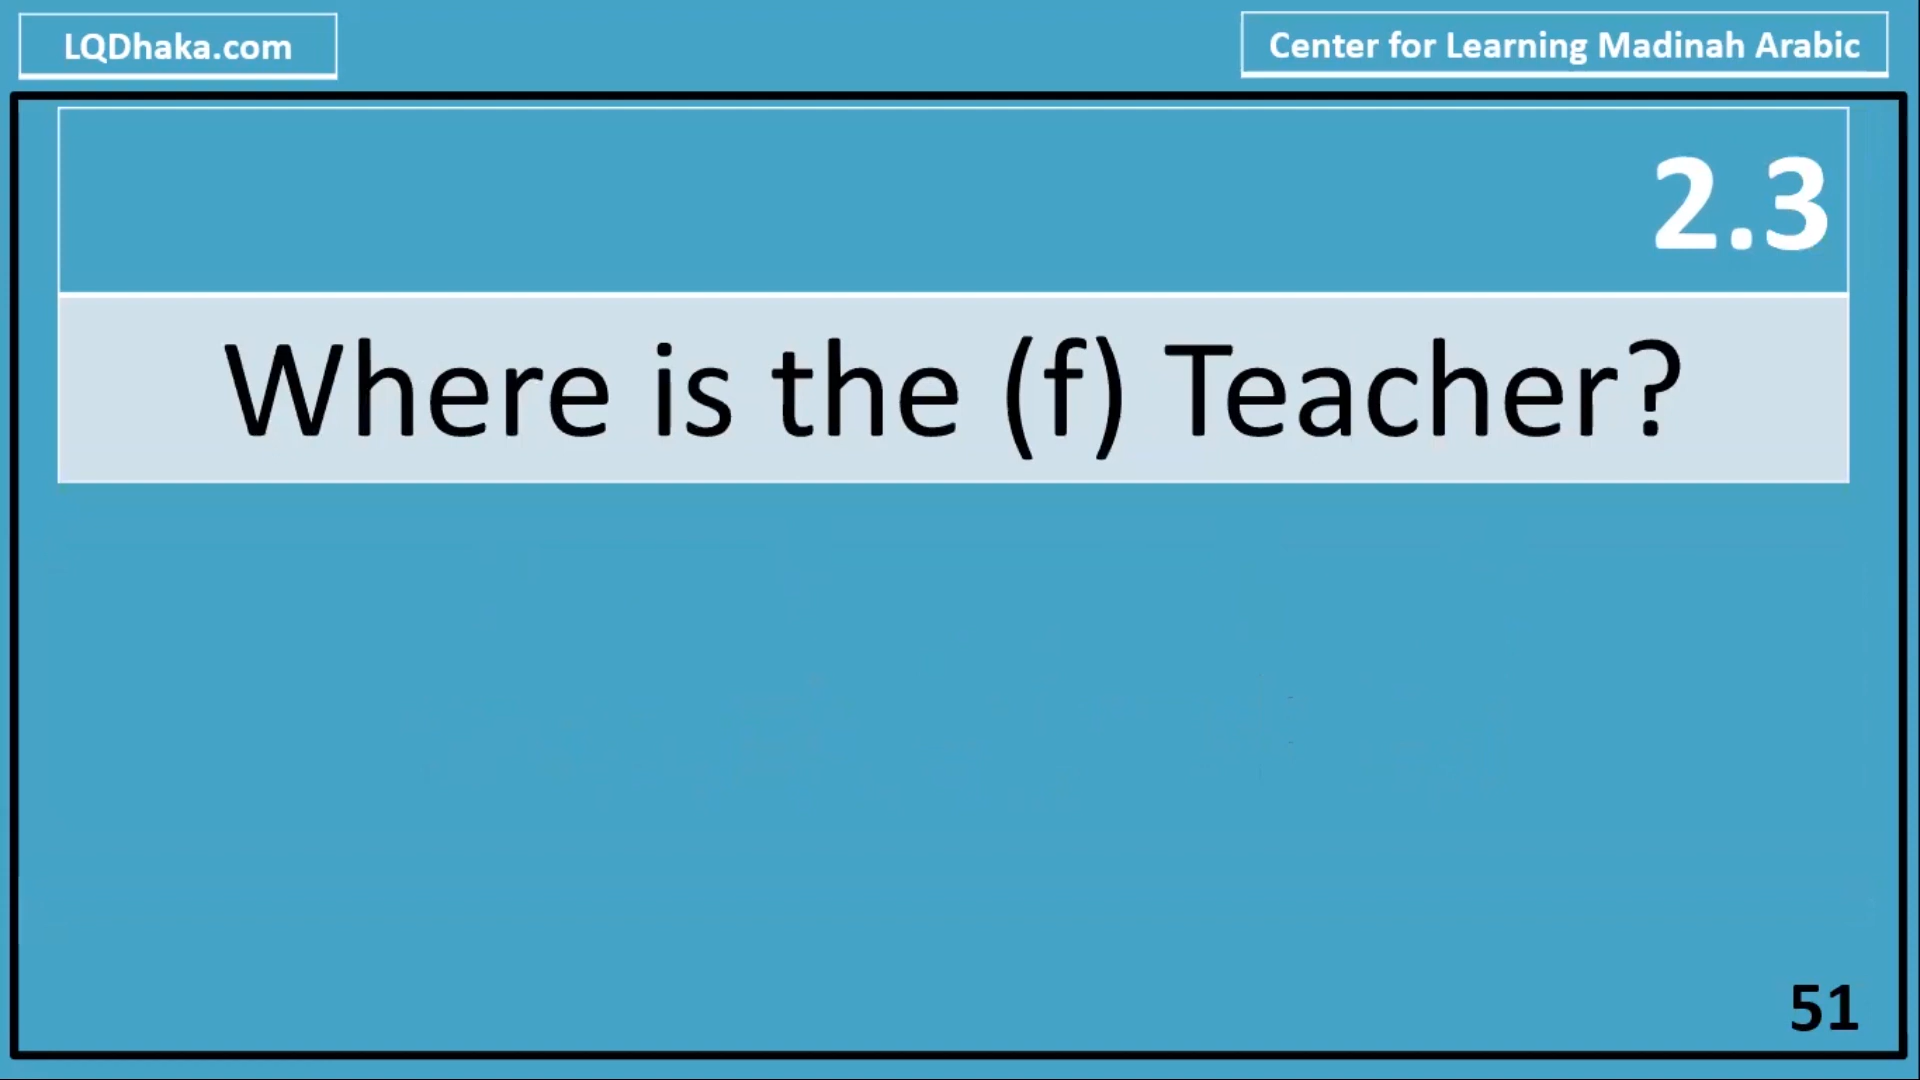 LQDhaka.com
Center for Learning Madinah Arabic
2.3
Where is the (f) Teacher?
51